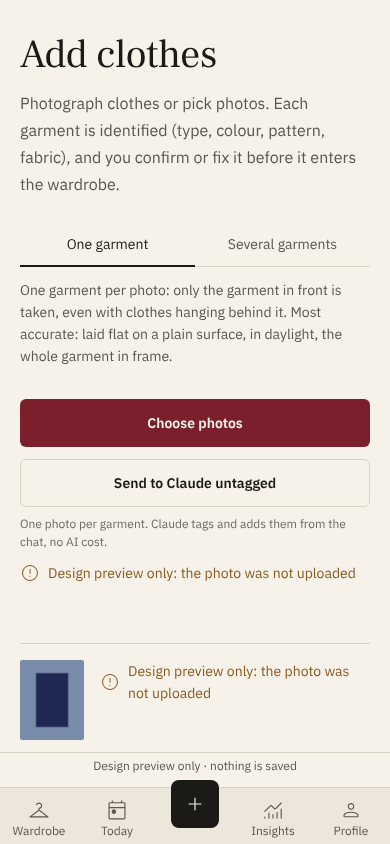 Add clothes
Photograph clothes or pick photos. Each
garment is identified (type, colour, pattern,
fabric), and you confirm or fix it before it enters
the wardrobe.
One garment
Several garments
One garment per photo: only the garment in front is
taken, even with clothes hanging behind it. Most
accurate: laid flat on a plain surface, in daylight, the
whole garment in frame.
Choose photos
Send to Claude untagged
One photo per garment. Claude tags and adds them from the
chat, no AI cost.
Design preview only: the photo was not uploaded
Design preview only: the photo was
not uploaded
Design preview only · nothing is saved
Wardrobe
Today
Insights
Profile